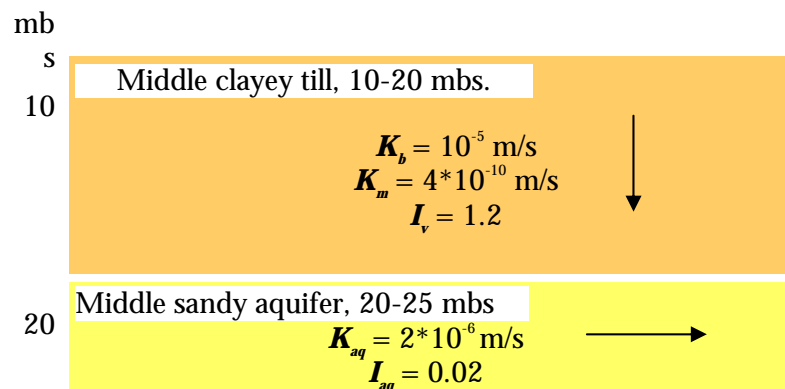 mb
s
Middle clayey till, 10-20 mbs.
10
K_b = 10^-5 m/s
K_m = 4*10^-10 m/s
I_v = 1.2
Middle sandy aquifer, 20-25 mbs
20
K_aq = 2*10^-6 m/s
I_aq = 0.02